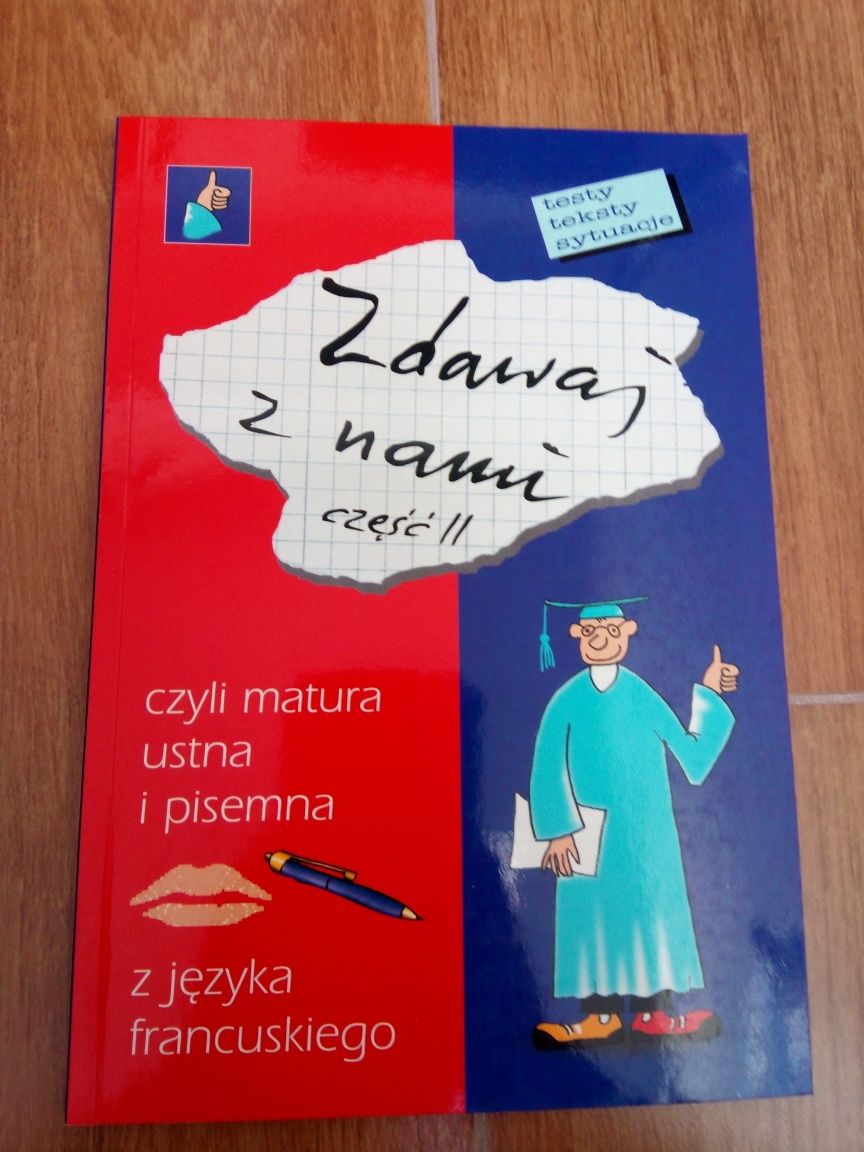 testy
teksty
sytuacje
Zdawaj
z nami
część II
czyli matura
ustna
i pisemna
z języka
francuskiego